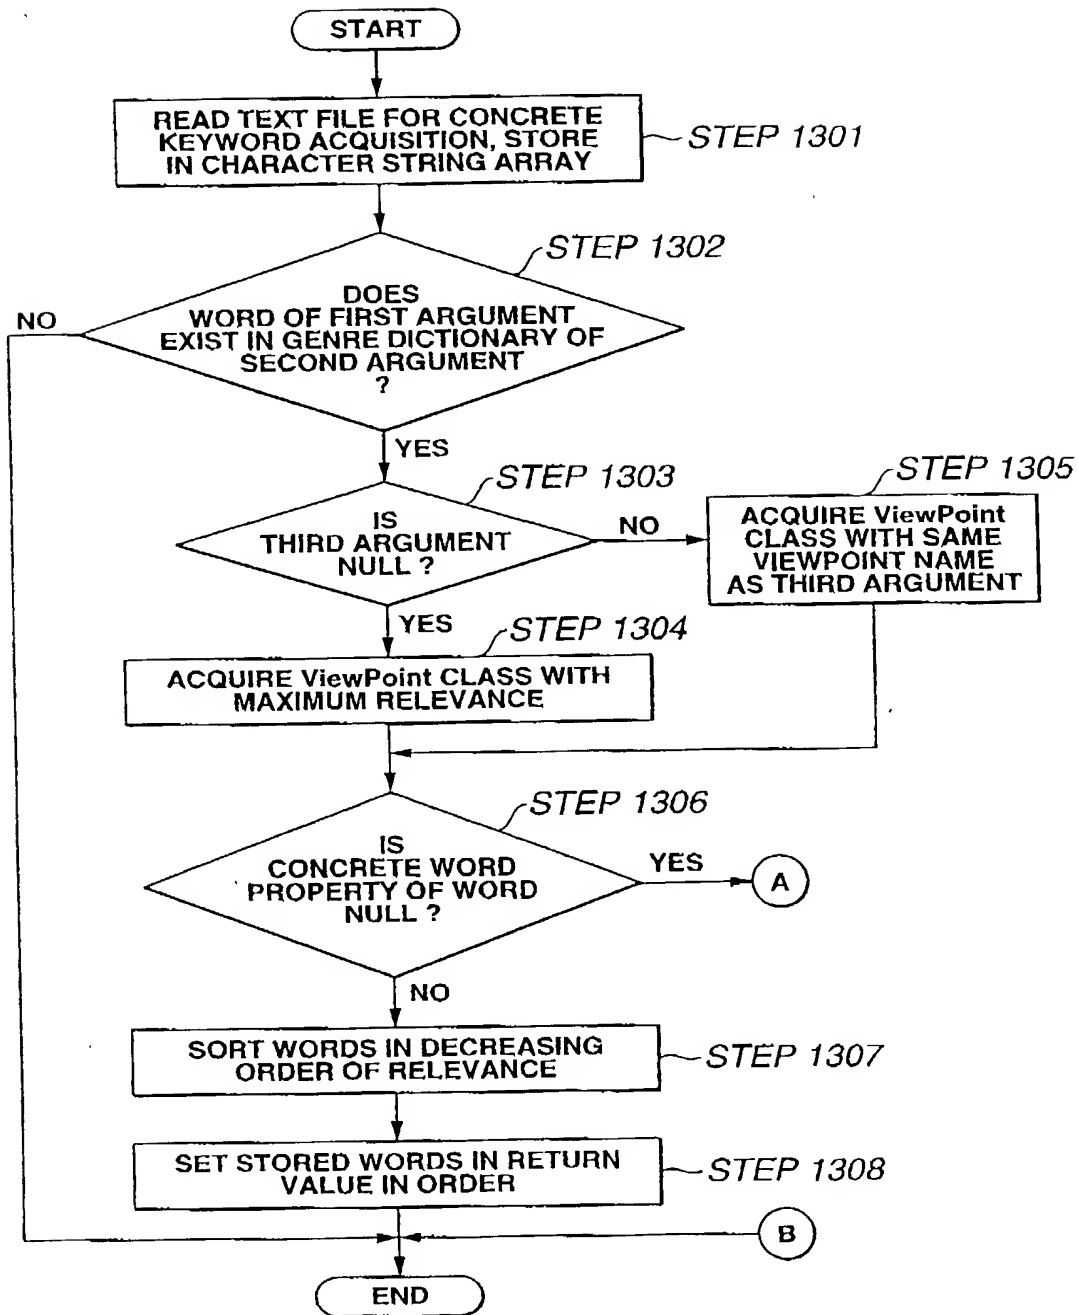 START
READ TEXT FILE FOR CONCRETE
KEYWORD ACQUISITION, STORE
IN CHARACTER STRING ARRAY
STEP 1301
STEP 1302
DOES
WORD OF FIRST ARGUMENT
EXIST IN GENRE DICTIONARY OF
SECOND ARGUMENT
?
NO
YES
STEP 1303
IS
THIRD ARGUMENT
NULL ?
NO
STEP 1305
ACQUIRE ViewPoint
CLASS WITH SAME
VIEWPOINT NAME
AS THIRD ARGUMENT
YES
STEP 1304
ACQUIRE ViewPoint CLASS WITH
MAXIMUM RELEVANCE
STEP 1306
IS
CONCRETE WORD
PROPERTY OF WORD
NULL ?
YES
A
NO
SORT WORDS IN DECREASING
ORDER OF RELEVANCE
STEP 1307
SET STORED WORDS IN RETURN
VALUE IN ORDER
STEP 1308
B
END